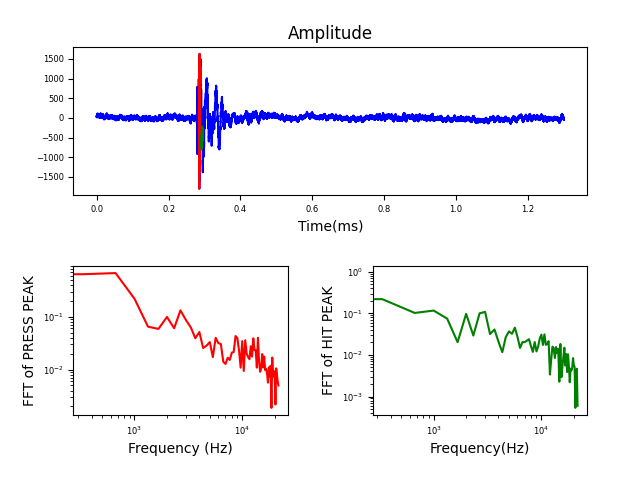 Amplitude
1500
1000
500
0
−500
−1000
−1500
0.0 0.2 0.4 0.6 0.8 1.0 1.2
Time(ms)
FFT of PRESS PEAK
10⁻¹
10⁻²
10³ 10⁴
Frequency (Hz)
FFT of HIT PEAK
10⁰
10⁻¹
10⁻²
10⁻³
10³ 10⁴
Frequency(Hz)